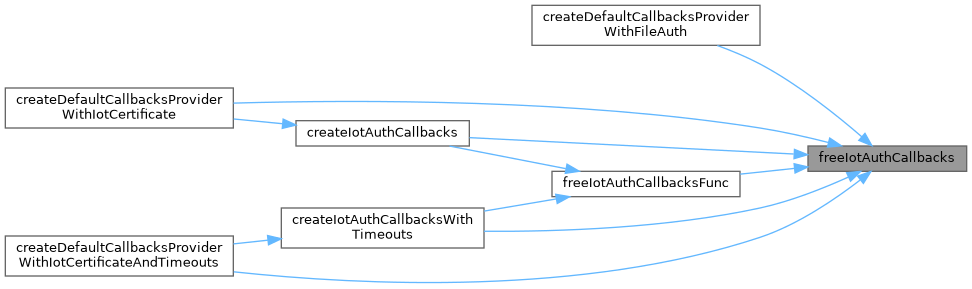 createDefaultCallbacksProvider
WithFileAuth
createDefaultCallbacksProvider
WithIotCertificate
createIotAuthCallbacks
freeIotAuthCallbacks
freeIotAuthCallbacksFunc
createIotAuthCallbacksWith
Timeouts
createDefaultCallbacksProvider
WithIotCertificateAndTimeouts